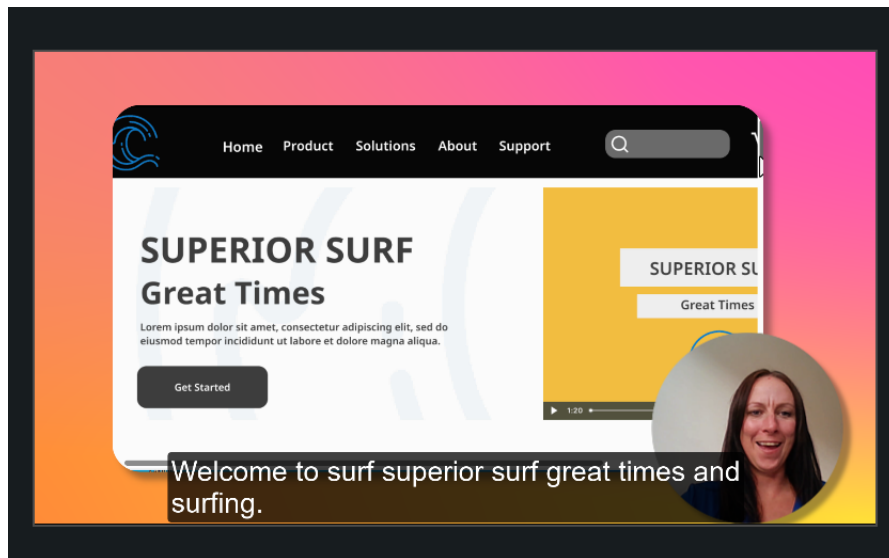 Home Product Solutions About Support
SUPERIOR SURF
Great Times
Lorem ipsum dolor sit amet, consectetur adipiscing elit, sed do
eiusmod tempor incididunt ut labore et dolore magna aliqua.
Get Started
SUPERIOR SU
Great Times
1:20
Welcome to surf superior surf great times and
surfing.